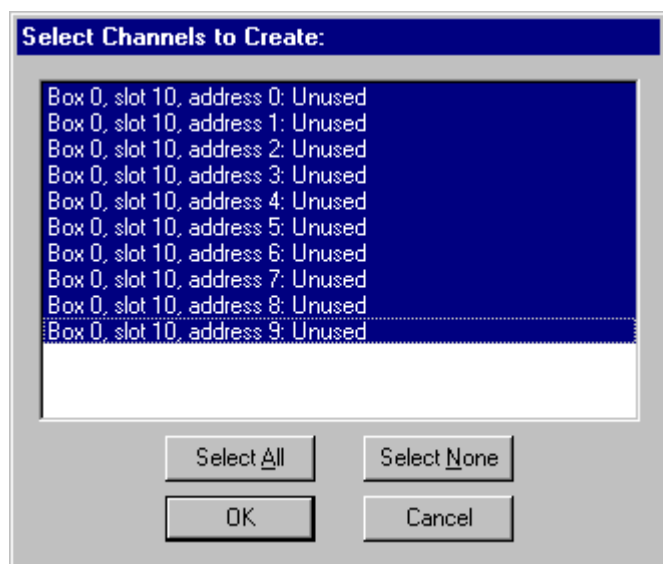 Select Channels to Create:
Box 0, slot 10, address 0: Unused
Box 0, slot 10, address 1: Unused
Box 0, slot 10, address 2: Unused
Box 0, slot 10, address 3: Unused
Box 0, slot 10, address 4: Unused
Box 0, slot 10, address 5: Unused
Box 0, slot 10, address 6: Unused
Box 0, slot 10, address 7: Unused
Box 0, slot 10, address 8: Unused
Box 0, slot 10, address 9: Unused
Select All Select None
OK Cancel